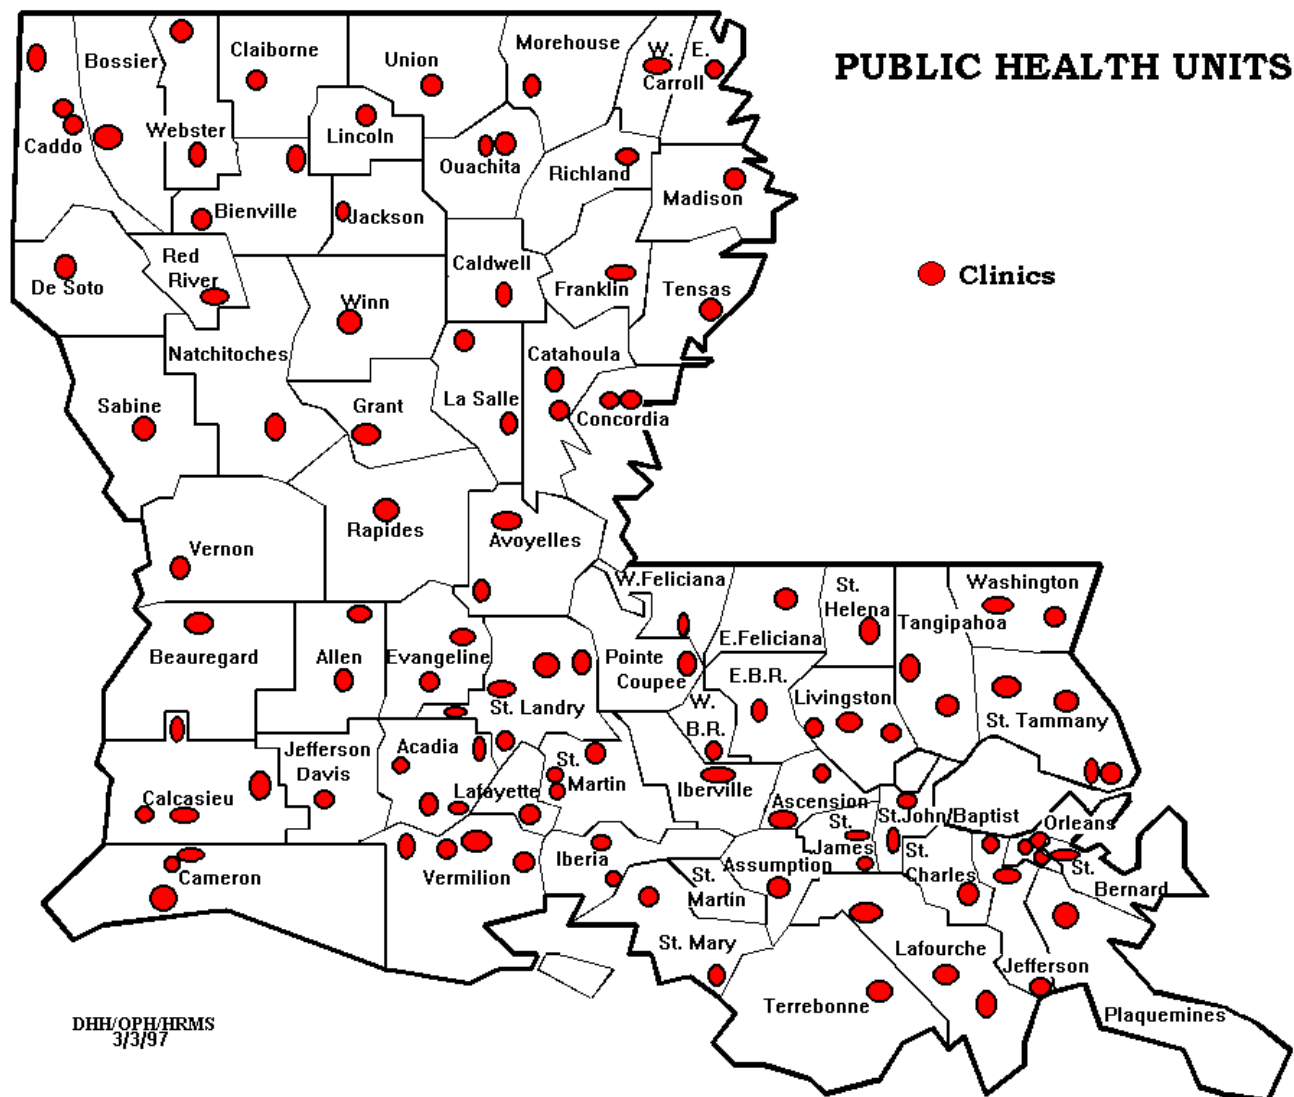 PUBLIC HEALTH UNITS
Clinics
Bossier
Claiborne
Union
Morehouse
W. E.
Carroll
Caddo
Webster
Lincoln
Ouachita
Richland
Madison
Bienville
Jackson
Red
River
De Soto
Caldwell
Franklin
Tensas
Winn
Natchitoches
Catahoula
Sabine
Grant
La Salle
Concordia
Rapides
Avoyelles
Vernon
W.Feliciana
St.
Helena
Washington
Tangipahoa
E.Feliciana
Beauregard
Allen
Evangeline
Pointe
Coupee
E.B.R.
Livingston
W.
B.R.
St. Landry
St. Tammany
Jefferson
Davis
Acadia
St.
Martin
Lafayette
Iberville
Calcasieu
Ascension
St.John/Baptist
Orleans
St.
James
St.
Charles
Cameron
Vermilion
Iberia
Assumption
St.
Martin
St.
Bernard
St. Mary
Lafourche
Jefferson
Terrebonne
Plaquemines
DHH/OPH/HRMS
3/3/97